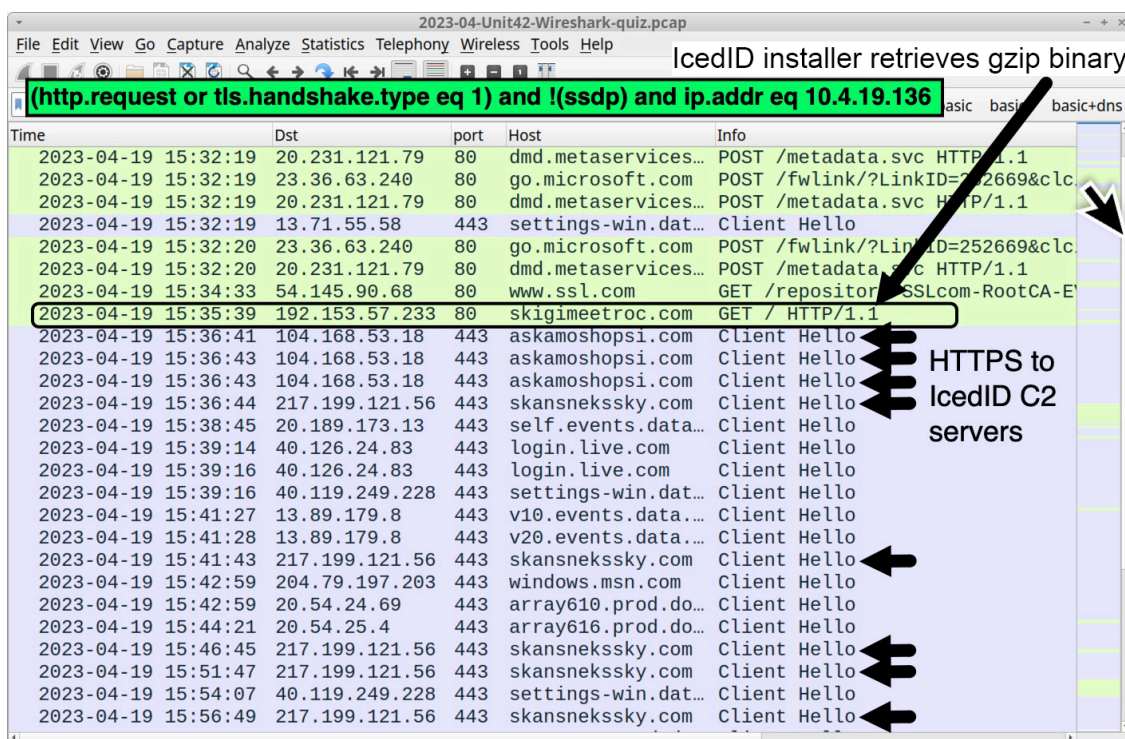 2023-04-Unit42-Wireshark-quiz.pcap
File Edit View Go Capture Analyze Statistics Telephony Wireless Tools Help
IcedID installer retrieves gzip binary
(http.request or tls.handshake.type eq 1) and !(ssdp) and ip.addr eq 10.4.19.136
basic basic+dns
Time Dst port Host Info
2023-04-19 15:32:19 20.231.121.79 80 dmd.metaservices… POST /metadata.svc HTTP/1.1
2023-04-19 15:32:19 23.36.63.240 80 go.microsoft.com POST /fwlink/?LinkID=252669&clc
2023-04-19 15:32:19 20.231.121.79 80 dmd.metaservices… POST /metadata.svc HTTP/1.1
2023-04-19 15:32:19 13.71.55.58 443 settings-win.dat… Client Hello
2023-04-19 15:32:20 23.36.63.240 80 go.microsoft.com POST /fwlink/?LinkID=252669&clc
2023-04-19 15:32:20 20.231.121.79 80 dmd.metaservices… POST /metadata.svc HTTP/1.1
2023-04-19 15:34:33 54.145.90.68 80 www.ssl.com GET /repository/SSLcom-RootCA-EV
2023-04-19 15:35:39 192.153.57.233 80 skigimeetroc.com GET / HTTP/1.1
2023-04-19 15:36:41 104.168.53.18 443 askamoshopsi.com Client Hello
2023-04-19 15:36:43 104.168.53.18 443 askamoshopsi.com Client Hello
2023-04-19 15:36:43 104.168.53.18 443 askamoshopsi.com Client Hello
2023-04-19 15:36:44 217.199.121.56 443 skansnekssky.com Client Hello
HTTPS to
IcedID C2
servers
2023-04-19 15:38:45 20.189.173.13 443 self.events.data… Client Hello
2023-04-19 15:39:14 40.126.24.83 443 login.live.com Client Hello
2023-04-19 15:39:16 40.126.24.83 443 login.live.com Client Hello
2023-04-19 15:39:16 40.119.249.228 443 settings-win.dat… Client Hello
2023-04-19 15:41:27 13.89.179.8 443 v10.events.data.… Client Hello
2023-04-19 15:41:28 13.89.179.8 443 v20.events.data.… Client Hello
2023-04-19 15:41:43 217.199.121.56 443 skansnekssky.com Client Hello
2023-04-19 15:42:59 204.79.197.203 443 windows.msn.com Client Hello
2023-04-19 15:42:59 20.54.24.69 443 array610.prod.do… Client Hello
2023-04-19 15:44:21 20.54.25.4 443 array616.prod.do… Client Hello
2023-04-19 15:46:45 217.199.121.56 443 skansnekssky.com Client Hello
2023-04-19 15:51:47 217.199.121.56 443 skansnekssky.com Client Hello
2023-04-19 15:54:07 40.119.249.228 443 settings-win.dat… Client Hello
2023-04-19 15:56:49 217.199.121.56 443 skansnekssky.com Client Hello